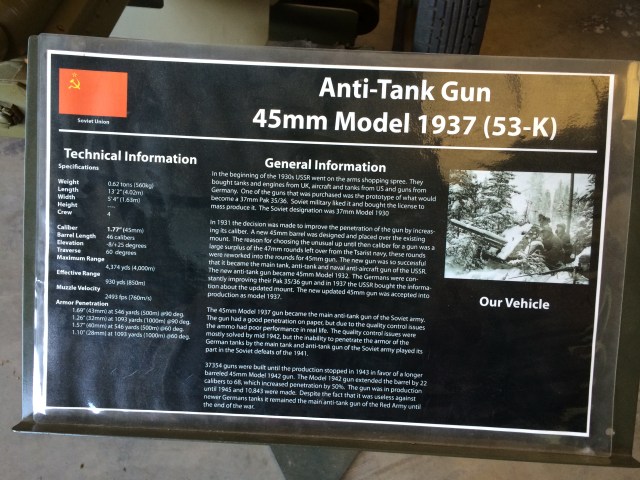 Anti-Tank Gun
45mm Model 1937 (53-K)
Soviet Union
Technical Information
Specifications
Weight 0.62 tons (560kg)
Length 13' 2" (4.02m)
Width 5' 4" (1.63m)
Height 4'
Crew 4
Caliber 1.77" (45mm)
Barrel Length 46 calibers
Elevation -8/+25 degrees
Traverse 60 degrees
Maximum Range
4,374 yds (4,000m)
Effective Range
930 yds (850m)
Muzzle Velocity
2493 fps (760m/s)
Armor Penetration
1.69" (43mm) at 546 yards (500m) @90 deg.
1.26" (32mm) at 1093 yards (1000m) @90 deg.
1.57" (40mm) at 546 yards (500m) @60 deg.
1.10" (28mm) at 1093 yards (1000m) @60 deg.
General Information
In the beginning of the 1930s USSR went on the arms shopping spree. They
bought tanks and engines from UK, aircraft and tanks from US and guns from
Germany. One of the guns that was purchased was the prototype of what would
become a 37mm Pak 35/36. Soviet military liked it and bought the license to
mass produce it. The Soviet designation was 37mm Model 1930
In 1931 the decision was made to improve the penetration of the gun by increas-
ing its caliber. A new 45mm barrel was designed and placed over the existing
mount. The reason for choosing the unusual up until then caliber for a gun was a
large surplus of the 47mm rounds left over from the Tsarist navy, these rounds
were reworked into the rounds for 45mm gun. The new gun was so successful
that it became the main tank, anti-tank and naval anti-aircraft gun of the USSR.
The new anti-tank gun became 45mm Model 1932. The Germans were con-
stantly improving their Pak 35/36 gun and in 1937 the USSR bought the informa-
tion about the updated mount. The new updated 45mm gun was accepted into
production as model 1937.
The 45mm Model 1937 gun became the main anti-tank gun of the Soviet army.
The gun had a good penetration on paper, but due to the quality control issues
the ammo had poor performance in real life. The quality control issues were
mostly solved by mid 1942, but the inability to penetrate the armor of the
German tanks by the main tank and anti-tank gun of the Soviet army played its
part in the Soviet defeats of the 1941.
37354 guns were built until the production stopped in 1943 in favor of a longer
barreled 45mm Model 1942 gun. The Model 1942 gun extended the barrel by 22
calibers to 68, which increased penetration by 50%. The gun was in production
until 1945 and 10,843 were made. Despite the fact that it was useless against
newer Germans tanks it remained the main anti-tank gun of the Red Army until
the end of the war.
Our Vehicle